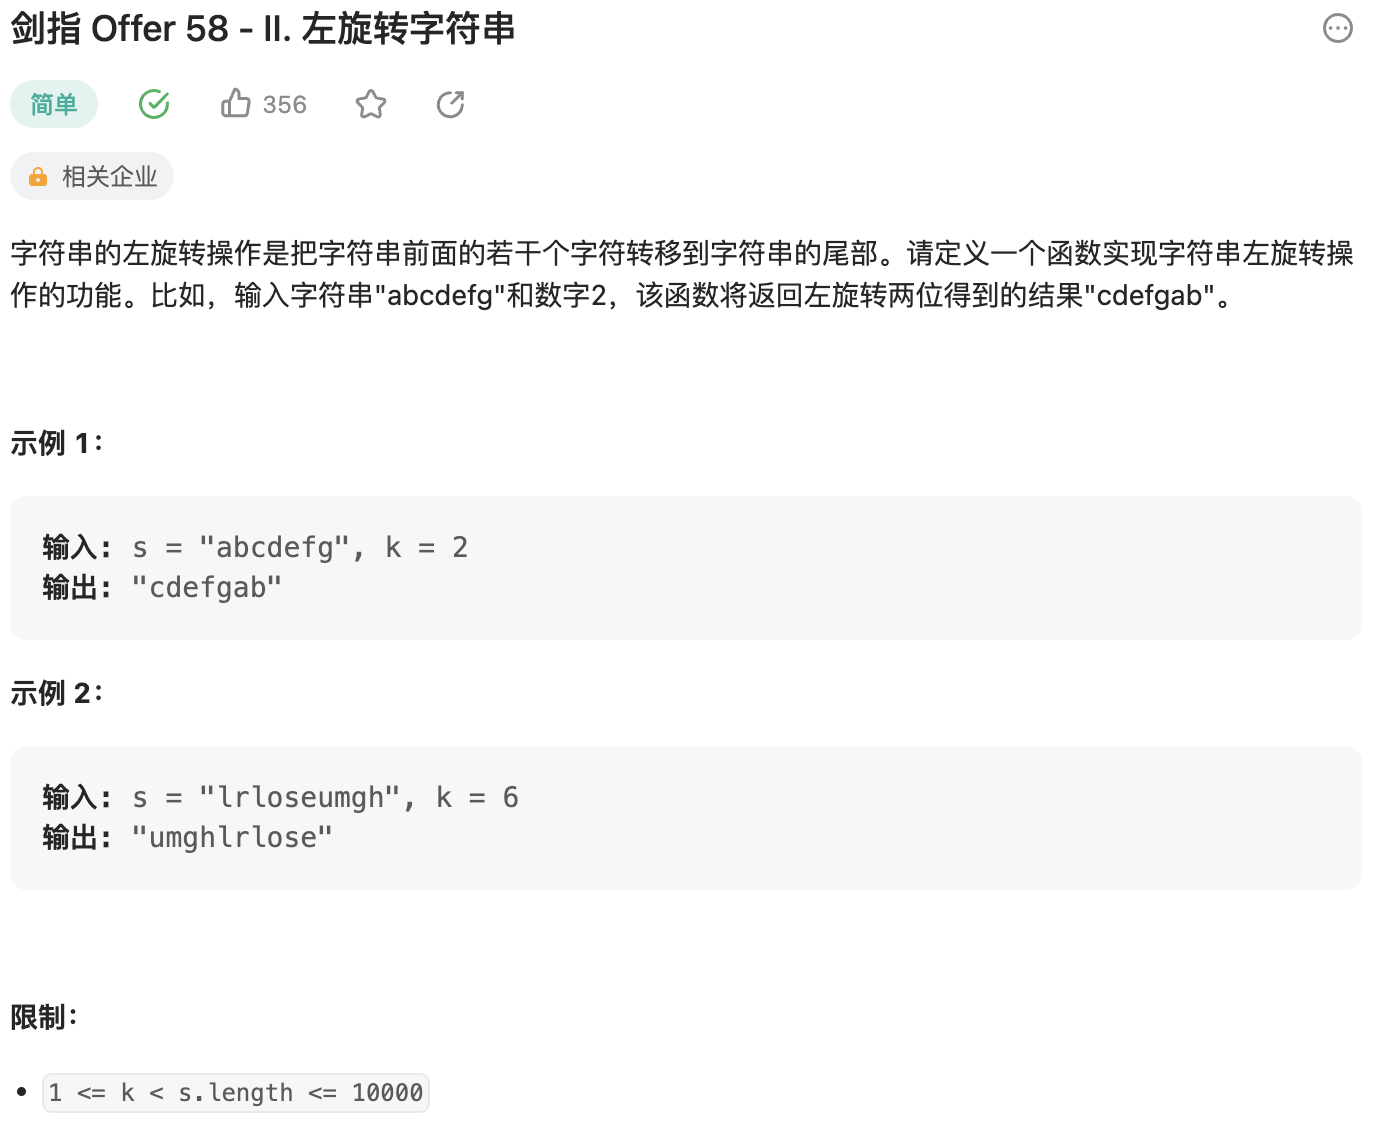 剑指 Offer 58 - II. 左旋转字符串
简单
356
相关企业
字符串的左旋转操作是把字符串前面的若干个字符转移到字符串的尾部。请定义一个函数实现字符串左旋转操
作的功能。比如，输入字符串"abcdefg"和数字2，该函数将返回左旋转两位得到的结果"cdefgab"。
示例 1：
输入: s = "abcdefg", k = 2
输出: "cdefgab"
示例 2：
输入: s = "lrloseumgh", k = 6
输出: "umghlrlose"
限制：
1 <= k < s.length <= 10000